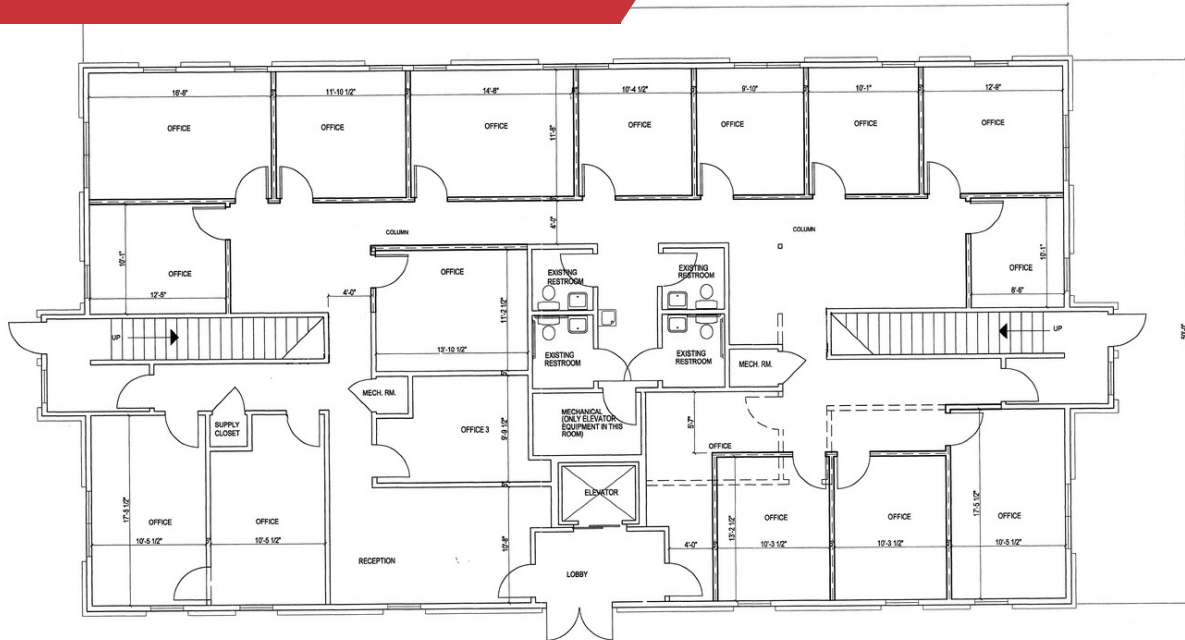 16'-8"
11'-10 1/2"
14'-8"
10'-4 1/2"
9'-10"
10'-1"
12'-9"
OFFICE
OFFICE
OFFICE
OFFICE
OFFICE
OFFICE
OFFICE
11'-8"
4'-0"
COLUMN
COLUMN
10'-1"
OFFICE
12'-5"
4'-0"
OFFICE
11'-2 1/2"
13'-10 1/2"
EXISTING
RESTROOM
EXISTING
RESTROOM
OFFICE
10'-1"
8'-6"
UP
UP
EXISTING
RESTROOM
EXISTING
RESTROOM
MECH. RM.
MECH. RM.
SUPPLY
CLOSET
OFFICE 3
9'-9 1/2"
MECHANICAL
(ONLY ELEVATOR
EQUIPMENT IN THIS
ROOM)
5'-7"
OFFICE
ELEVATOR
17'-5 1/2"
OFFICE
10'-5 1/2"
OFFICE
10'-5 1/2"
RECEPTION
10'-8"
LOBBY
4'-0"
13'-2 1/2"
OFFICE
10'-3 1/2"
OFFICE
10'-3 1/2"
17'-5 1/2"
OFFICE
10'-5 1/2"